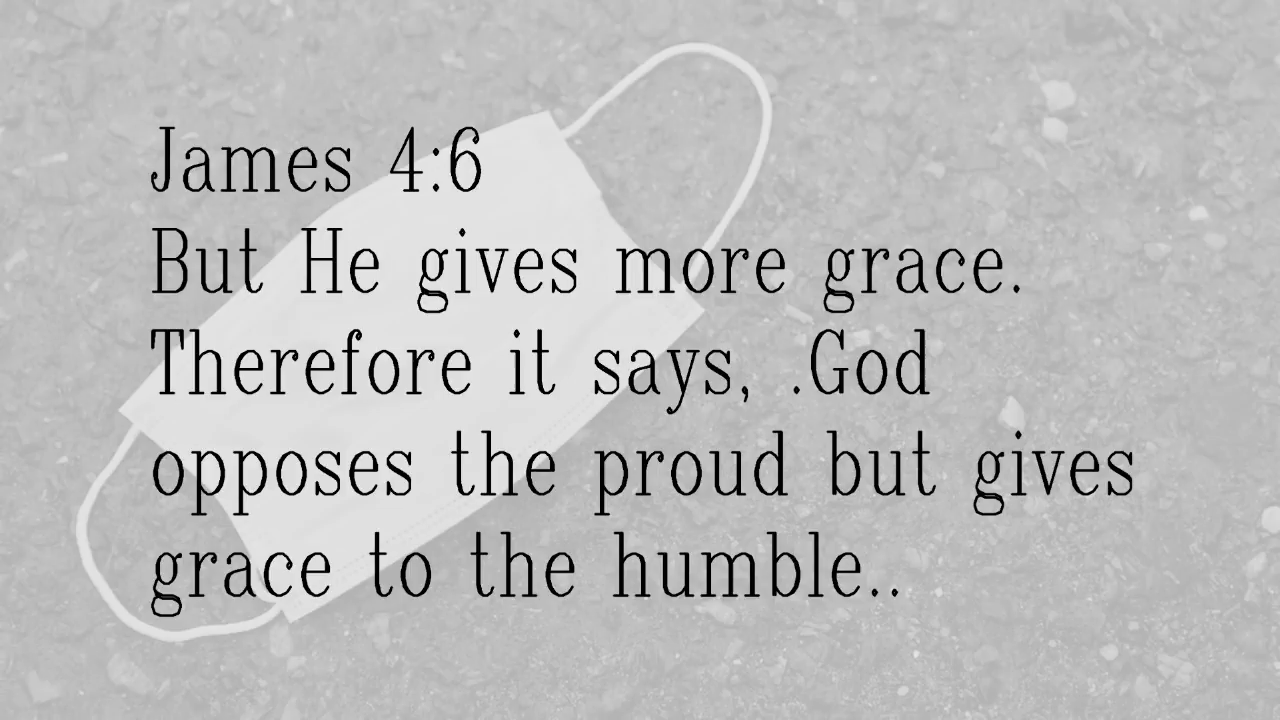 James 4:6
But He gives more grace.
Therefore it says, .God
opposes the proud but gives
grace to the humble..